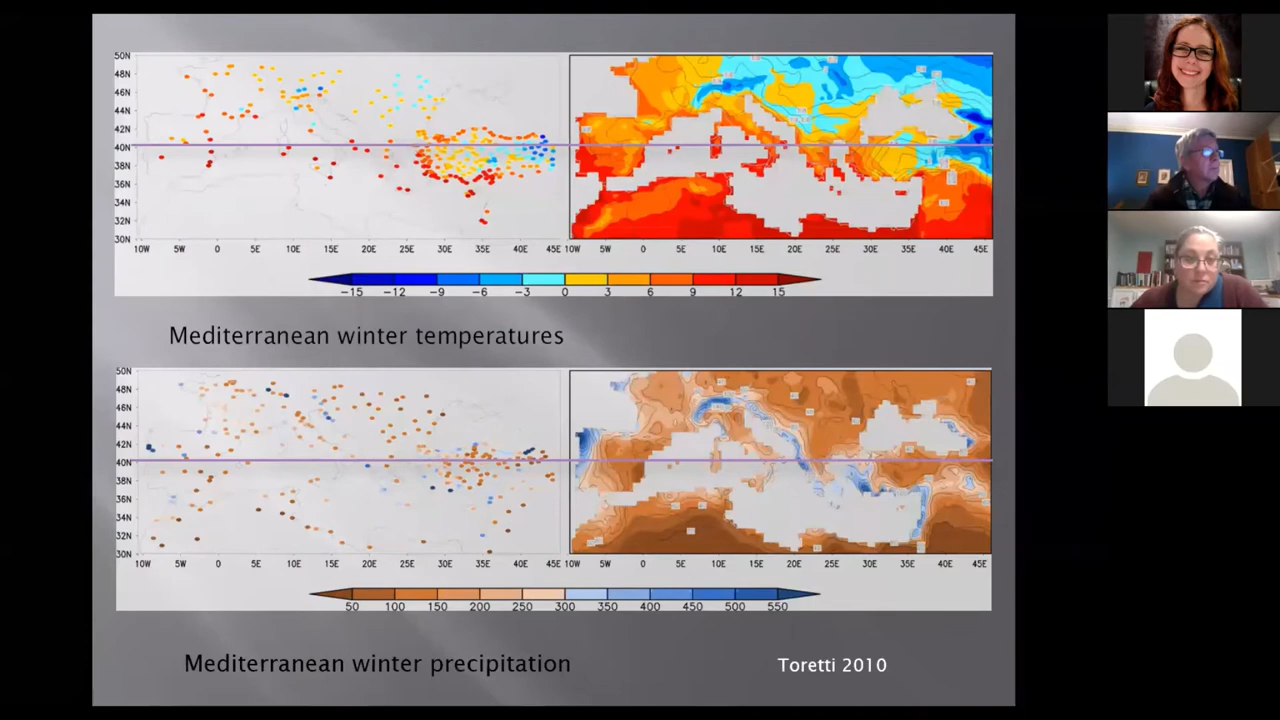 50N
48N
46N
44N
42N
40N
38N
36N
34N
32N
30N
10W 5W 0 5E 10E 15E 20E 25E 30E 35E 40E 45E
10W 5W 0 5E 10E 15E 20E 25E 30E 35E 40E 45E
−15 −12 −9 −6 −3 0 3 6 9 12 15
Mediterranean winter temperatures
50N
48N
46N
44N
42N
40N
38N
36N
34N
32N
30N
10W 5W 0 5E 10E 15E 20E 25E 30E 35E 40E 45E
10W 5W 0 5E 10E 15E 20E 25E 30E 35E 40E 45E
50 100 150 200 250 300 350 400 450 500 550
Mediterranean winter precipitation
Toretti 2010